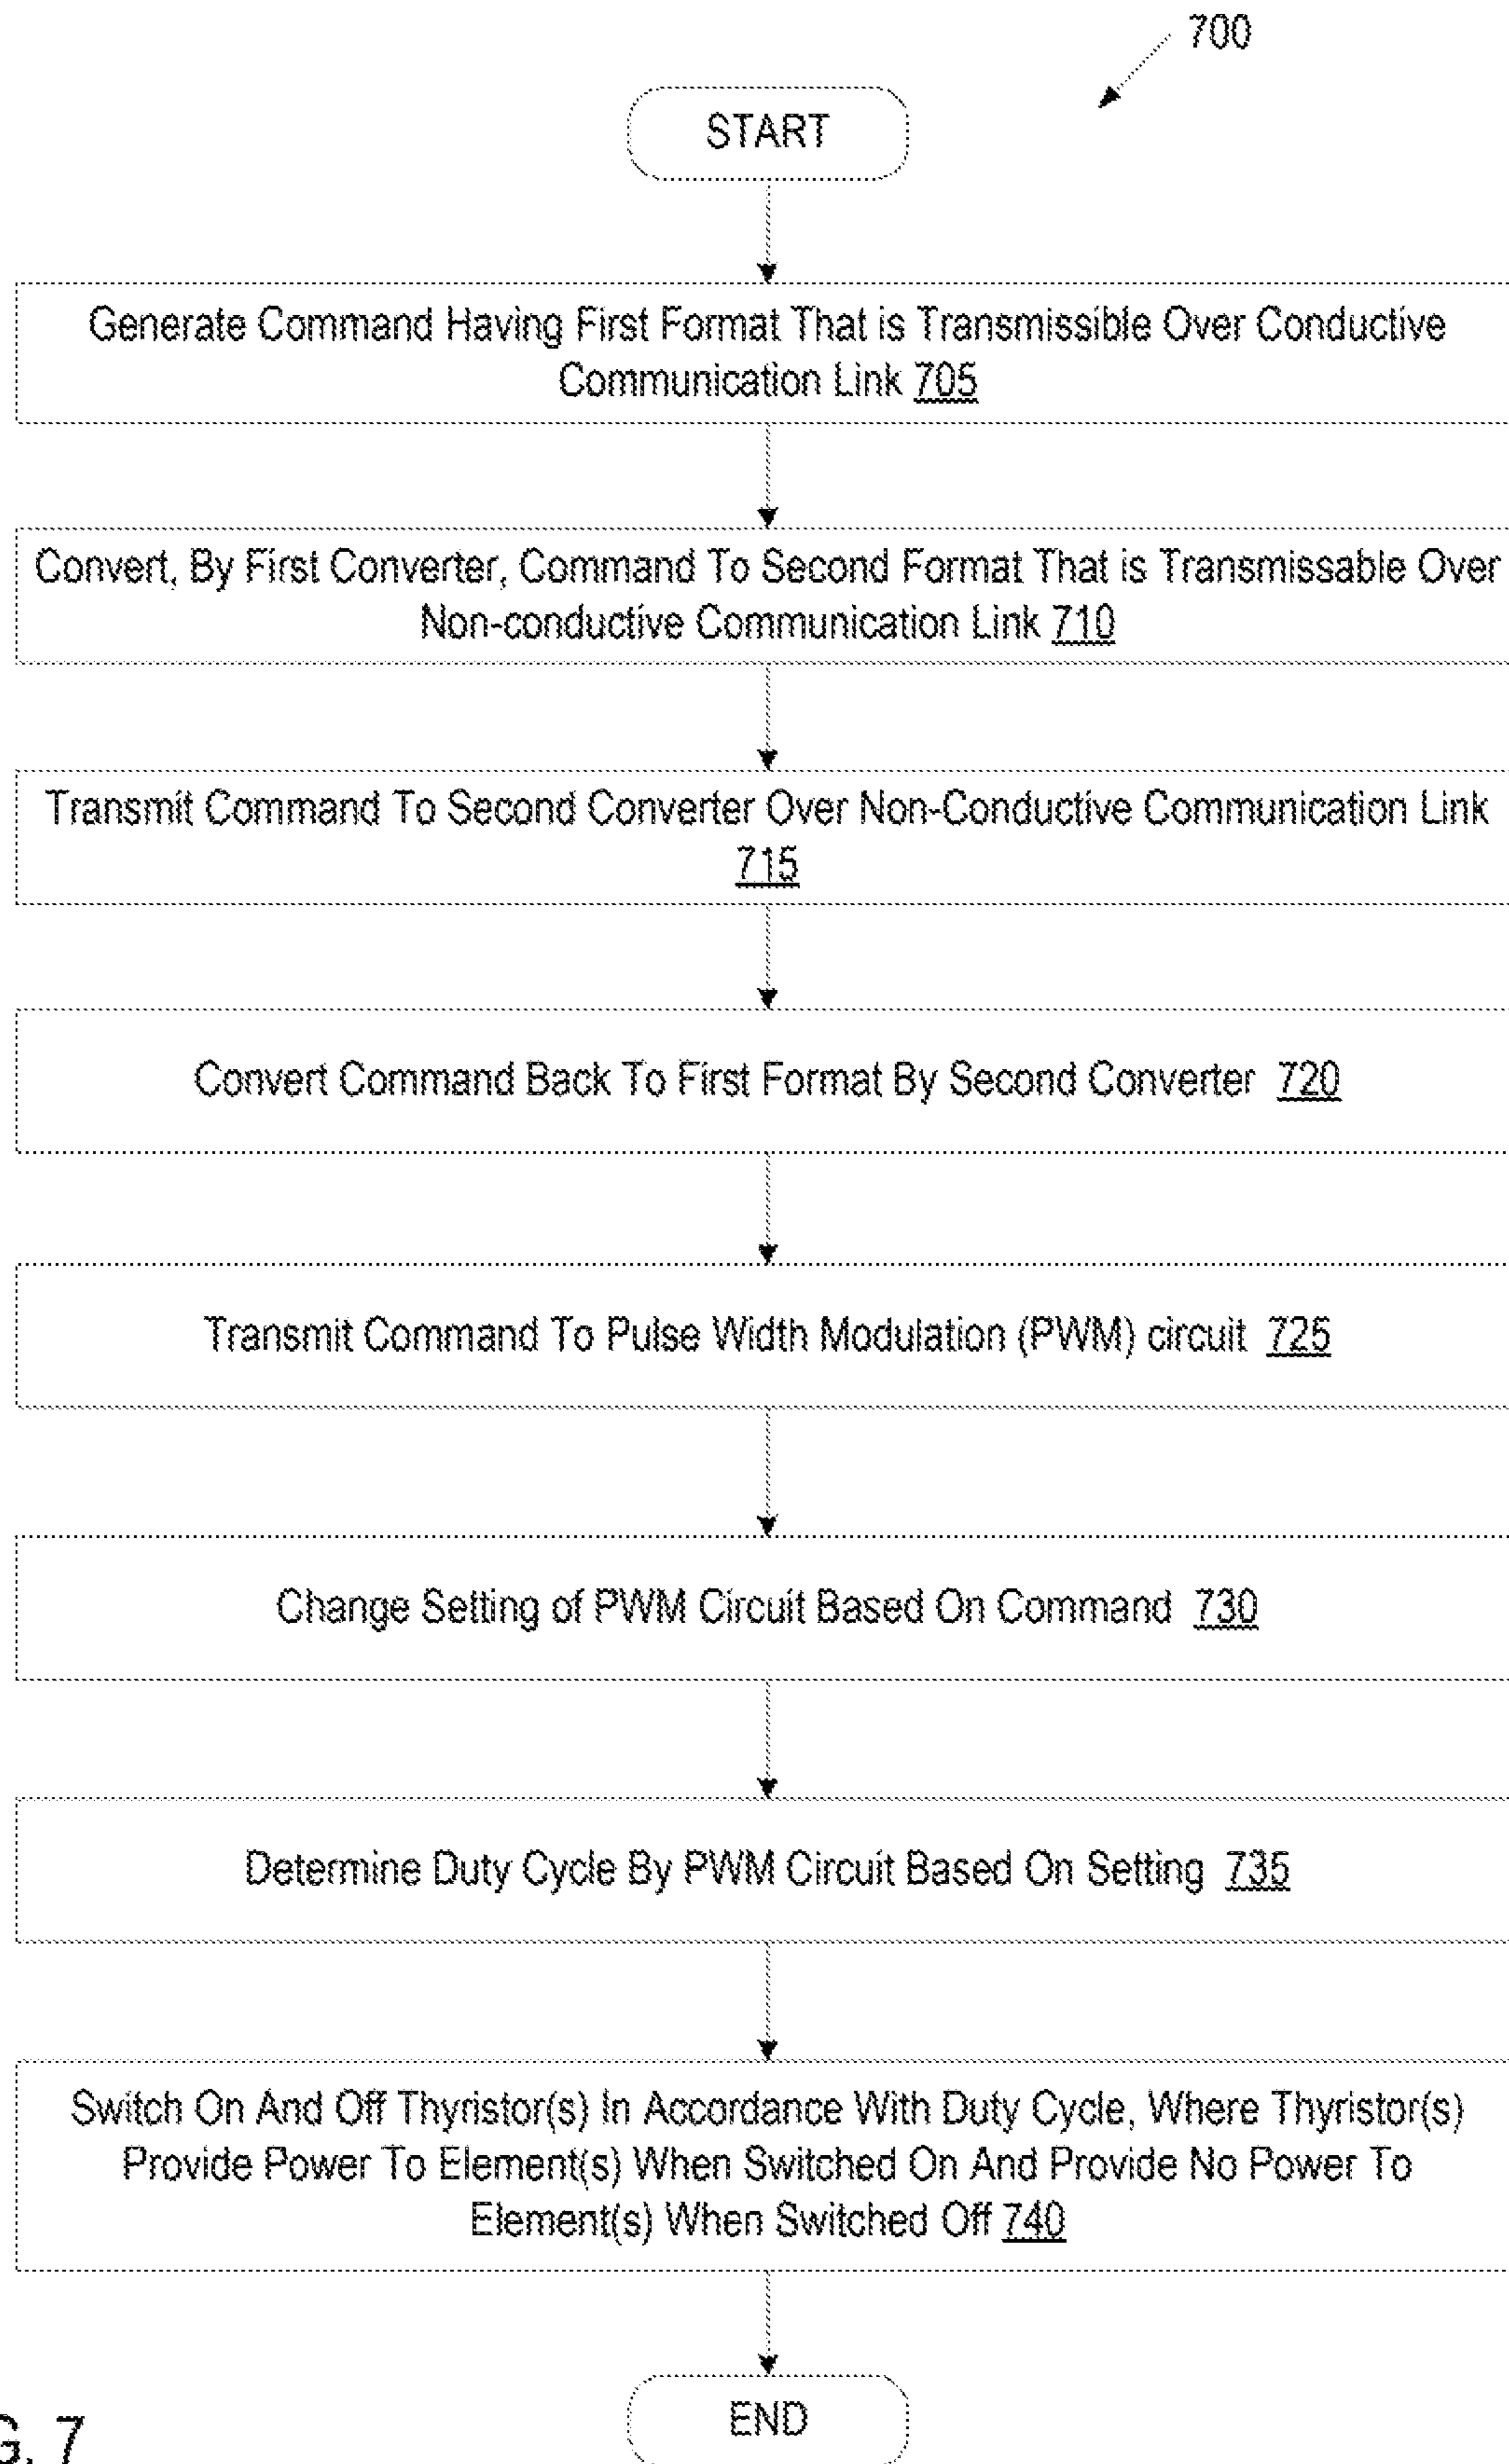 700
START
Generate Command Having First Format That is Transmissible Over Conductive
Communication Link 705
Convert, By First Converter, Command To Second Format That is Transmissable Over
Non-conductive Communication Link 710
Transmit Command To Second Converter Over Non-Conductive Communication Link
715
Convert Command Back To First Format By Second Converter 720
Transmit Command To Pulse Width Modulation (PWM) circuit 725
Change Setting of PWM Circuit Based On Command 730
Determine Duty Cycle By PWM Circuit Based On Setting 735
Switch On And Off Thyristor(s) In Accordance With Duty Cycle, Where Thyristor(s)
Provide Power To Element(s) When Switched On And Provide No Power To
Element(s) When Switched Off 740
END
G. 7